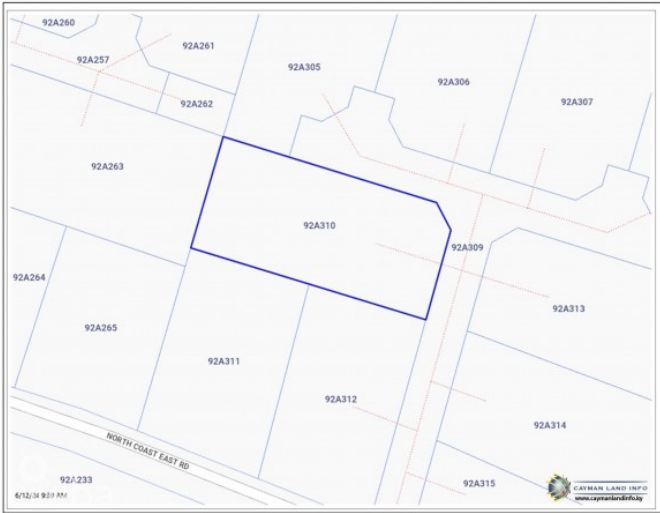 92A260
92A261
92A257
92A305
92A306
92A307
92A262
92A263
92A310
92A309
92A264
92A313
92A265
92A311
92A312
92A314
NORTH COAST EAST RD
92A233
92A315
CAYMAN LAND INFO
www.caymanlandinfo.ky